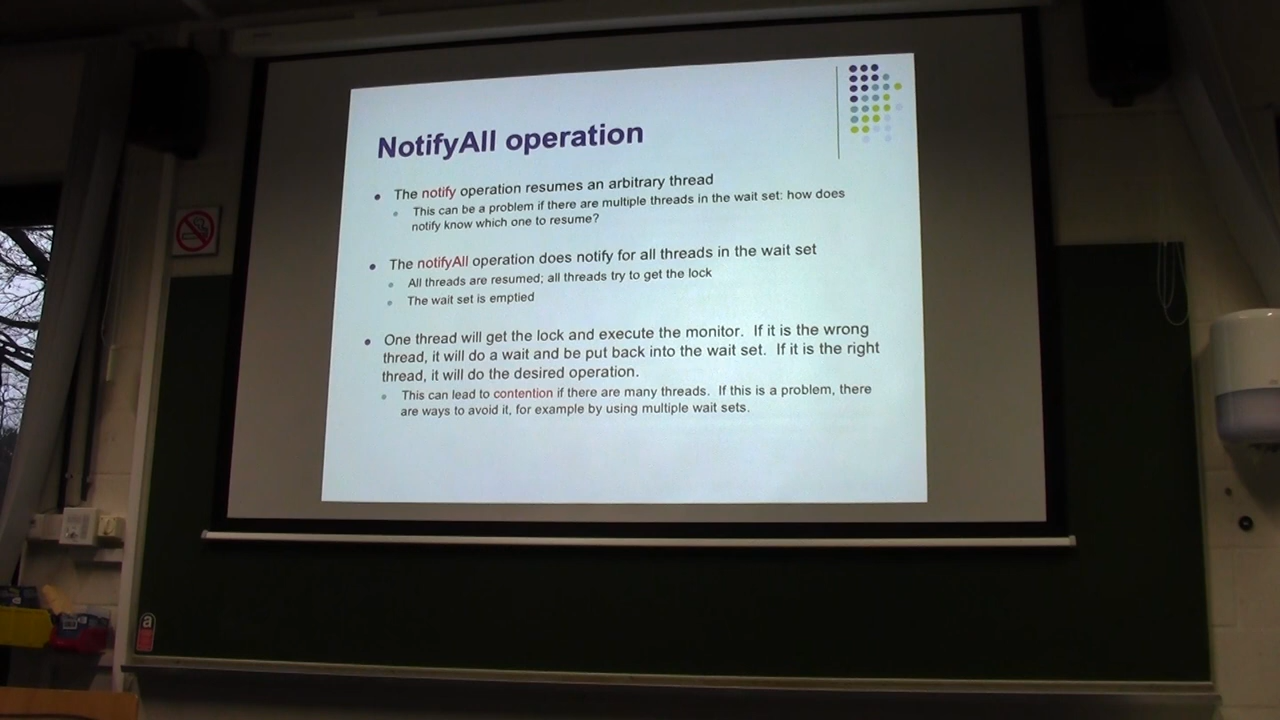 NotifyAll operation
The notify operation resumes an arbitrary thread
This can be a problem if there are multiple threads in the wait set: how does
notify know which one to resume?
The notifyAll operation does notify for all threads in the wait set
All threads are resumed; all threads try to get the lock
The wait set is emptied
One thread will get the lock and execute the monitor. If it is the wrong
thread, it will do a wait and be put back into the wait set. If it is the right
thread, it will do the desired operation.
This can lead to contention if there are many threads. If this is a problem, there
are ways to avoid it, for example by using multiple wait sets.
a